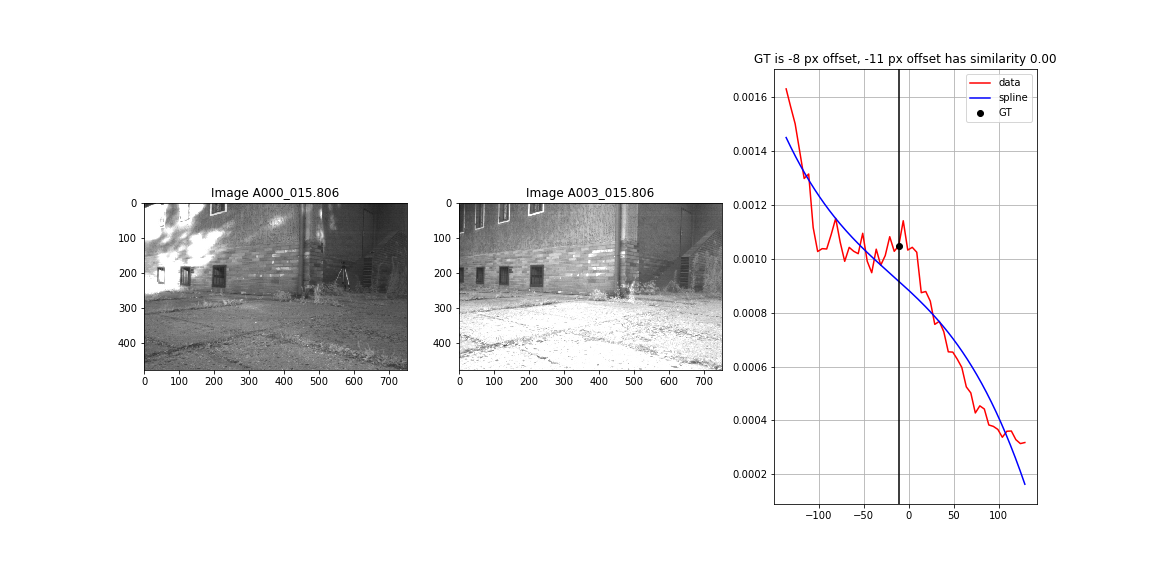 GT is -8 px offset, -11 px offset has similarity 0.00
Image A000_015.806
Image A003_015.806
data
spline
GT
0.0016
0.0014
0.0012
0.0010
0.0008
0.0006
0.0004
0.0002
−100 −50 0 50 100
0
100
200
300
400
0 100 200 300 400 500 600 700
0
100
200
300
400
0 100 200 300 400 500 600 700